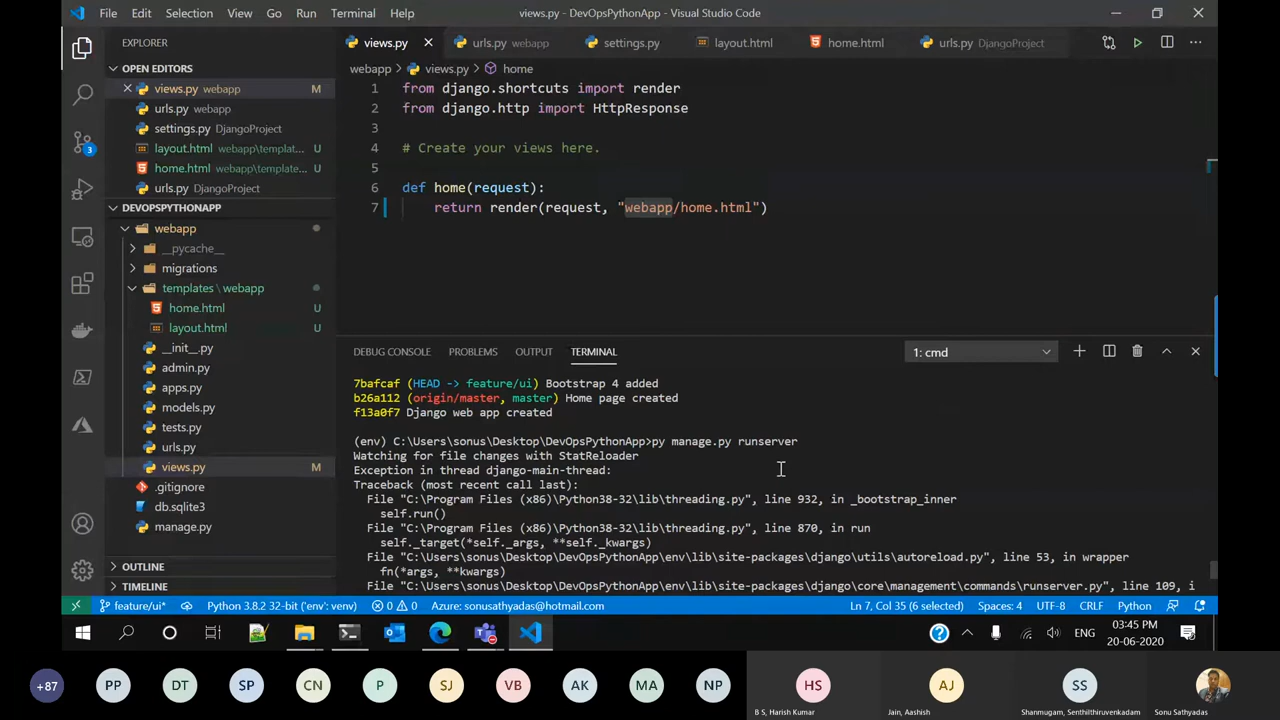 File Edit Selection View Go Run Terminal Help
views.py - DevOpsPythonApp - Visual Studio Code
EXPLORER
views.py
urls.py webapp
settings.py
layout.html
home.html
urls.py DjangoProject
OPEN EDITORS
views.py webapp M
urls.py webapp
settings.py DjangoProject
layout.html webapp\templat... U
home.html webapp\template... U
urls.py DjangoProject
3
DEVOPSPYTHONAPP
webapp
__pycache__
migrations
templates \ webapp
home.html U
layout.html U
__init__.py
admin.py
apps.py
models.py
tests.py
urls.py
views.py M
.gitignore
db.sqlite3
manage.py
OUTLINE
TIMELINE
webapp > views.py > home
1 from django.shortcuts import render
2 from django.http import HttpResponse
3
4 # Create your views here.
5
6 def home(request):
7 return render(request, "webapp/home.html")
DEBUG CONSOLE PROBLEMS OUTPUT TERMINAL
1: cmd
7bafcaf (HEAD -> feature/ui) Bootstrap 4 added
b26a112 (origin/master, master) Home page created
f13a0f7 Django web app created
(env) C:\Users\sonus\Desktop\DevOpsPythonApp>py manage.py runserver
Watching for file changes with StatReloader
Exception in thread django-main-thread:
Traceback (most recent call last):
File "C:\Program Files (x86)\Python38-32\lib\threading.py", line 932, in _bootstrap_inner
self.run()
File "C:\Program Files (x86)\Python38-32\lib\threading.py", line 870, in run
self._target(*self._args, **self._kwargs)
File "C:\Users\sonus\Desktop\DevOpsPythonApp\env\lib\site-packages\django\utils\autoreload.py", line 53, in wrapper
fn(*args, **kwargs)
File "C:\Users\sonus\Desktop\DevOpsPythonApp\env\lib\site-packages\django\core\management\commands\runserver.py", line 109, i
feature/ui* Python 3.8.2 32-bit ('env': venv) 0 0 Azure: sonusathyadas@hotmail.com
Ln 7, Col 35 (6 selected) Spaces: 4 UTF-8 CRLF Python
ENG
03:45 PM
20-06-2020
+87 PP DT SP CN P SJ VB AK MA NP HS AJ SS
B S, Harish Kumar
Jain, Aashish
Shanmugam, Senthilthiruvenkadam
Sonu Sathyadas